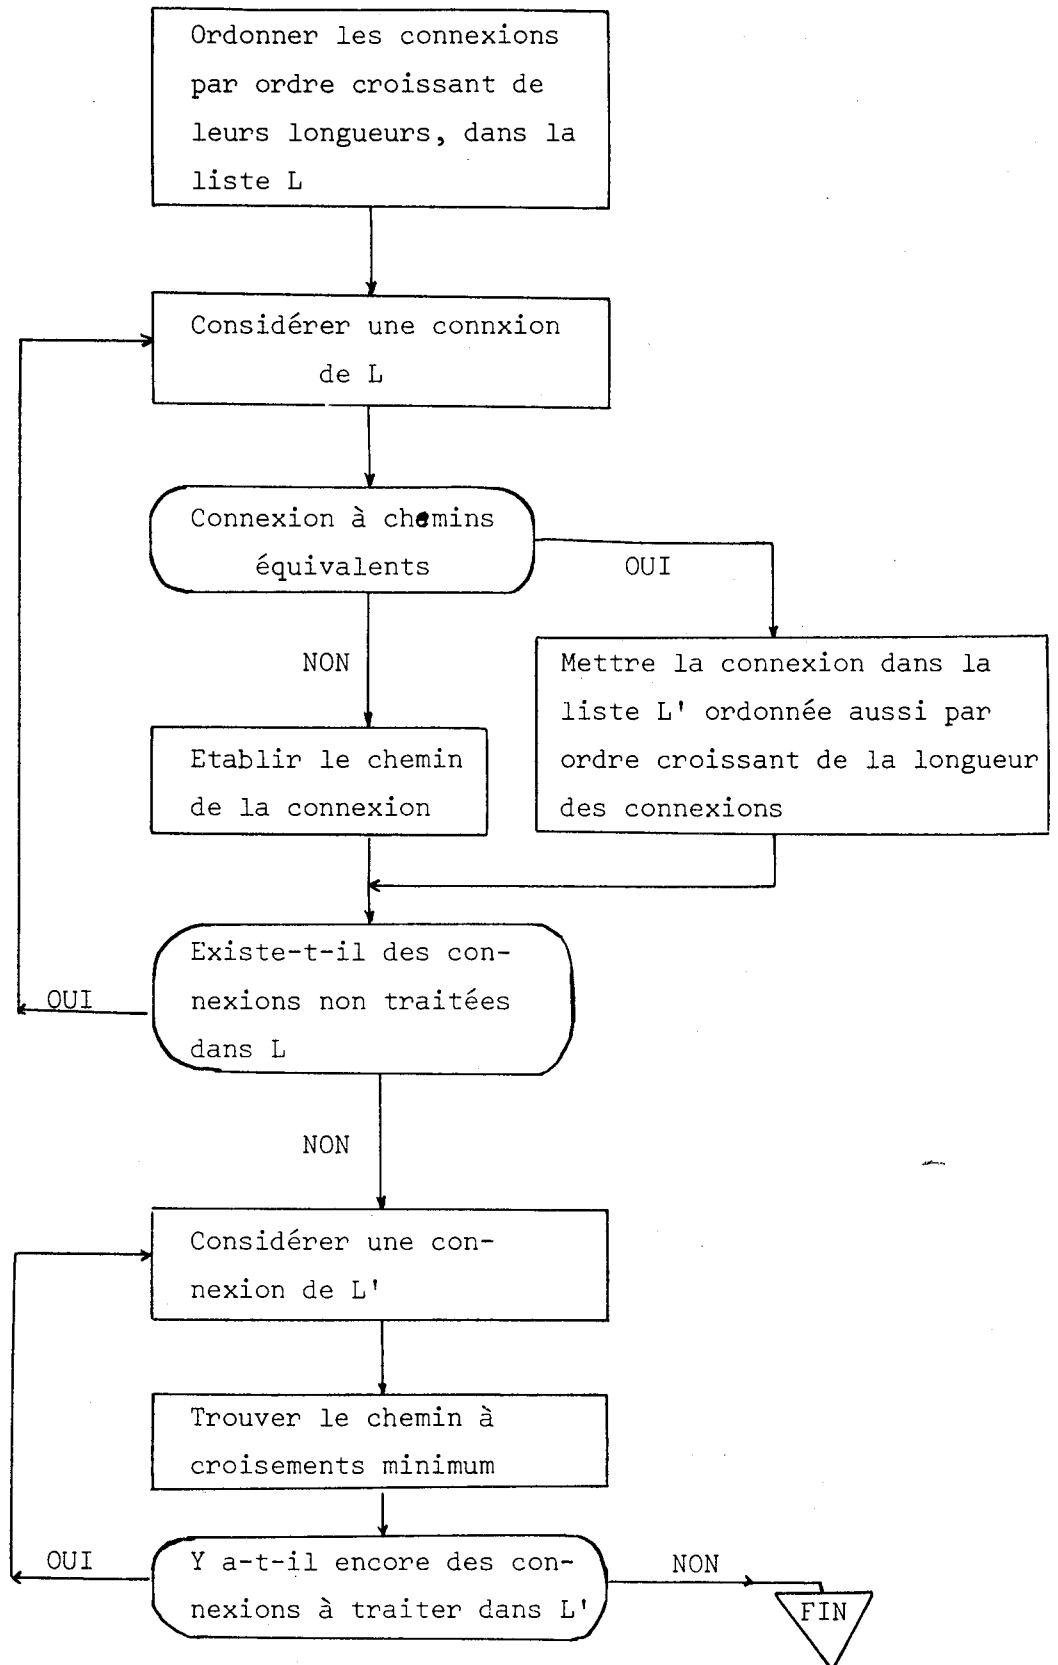 Ordonner les connexions
par ordre croissant de
leurs longueurs, dans la
liste L
Considérer une connxion
de L
Connexion à chemins
équivalents
OUI
NON
Mettre la connexion dans la
liste L' ordonnée aussi par
ordre croissant de la longueur
des connexions
Etablir le chemin
de la connexion
Existe-t-il des con-
nexions non traitées
dans L
OUI
NON
Considérer une con-
nexion de L'
Trouver le chemin à
croisements minimum
Y a-t-il encore des con-
nexions à traiter dans L'
OUI
NON
FIN